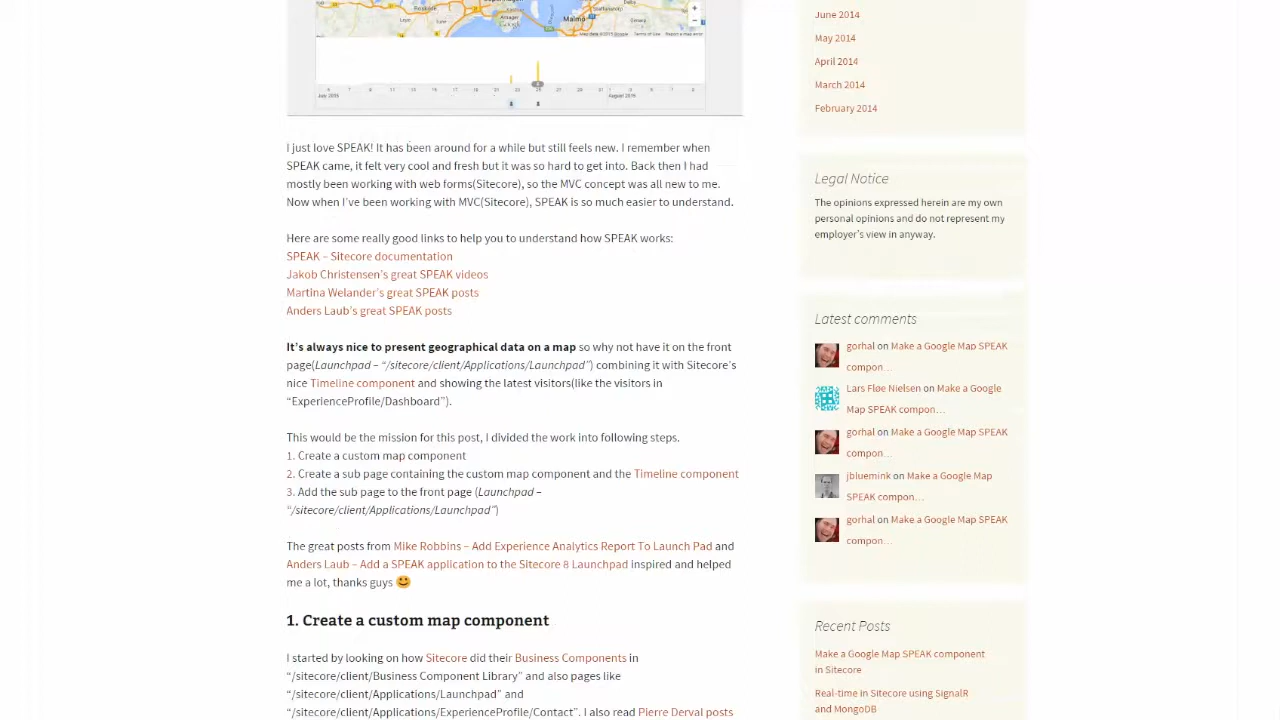 Malmö
July 2015
August 2015
I just love SPEAK! It has been around for a while but still feels new. I remember when
SPEAK came, it felt very cool and fresh but it was so hard to get into. Back then I had
mostly been working with web forms(Sitecore), so the MVC concept was all new to me.
Now when I've been working with MVC(Sitecore), SPEAK is so much easier to understand.
Here are some really good links to help you to understand how SPEAK works:
SPEAK – Sitecore documentation
Jakob Christensen's great SPEAK videos
Martina Welander's great SPEAK posts
Anders Laub's great SPEAK posts
It's always nice to present geographical data on a map so why not have it on the front
page(Launchpad – "/sitecore/client/Applications/Launchpad") combining it with Sitecore's
nice Timeline component and showing the latest visitors(like the visitors in
"ExperienceProfile/Dashboard").
This would be the mission for this post, I divided the work into following steps.
1. Create a custom map component
2. Create a sub page containing the custom map component and the Timeline component
3. Add the sub page to the front page (Launchpad –
"/sitecore/client/Applications/Launchpad")
The great posts from Mike Robbins – Add Experience Analytics Report To Launch Pad and
Anders Laub – Add a SPEAK application to the Sitecore 8 Launchpad inspired and helped
me a lot, thanks guys
1. Create a custom map component
I started by looking on how Sitecore did their Business Components in
"/sitecore/client/Business Component Library" and also pages like
"/sitecore/client/Applications/Launchpad" and
"/sitecore/client/Applications/ExperienceProfile/Contact". I also read Pierre Derval posts
June 2014
May 2014
April 2014
March 2014
February 2014
Legal Notice
The opinions expressed herein are my own
personal opinions and do not represent my
employer's view in anyway.
Latest comments
gorhal on Make a Google Map SPEAK
compon…
Lars Fløe Nielsen on Make a Google
Map SPEAK compon…
gorhal on Make a Google Map SPEAK
compon…
jbluemink on Make a Google Map
SPEAK compon…
gorhal on Make a Google Map SPEAK
compon…
Recent Posts
Make a Google Map SPEAK component
in Sitecore
Real-time in Sitecore using SignalR
and MongoDB